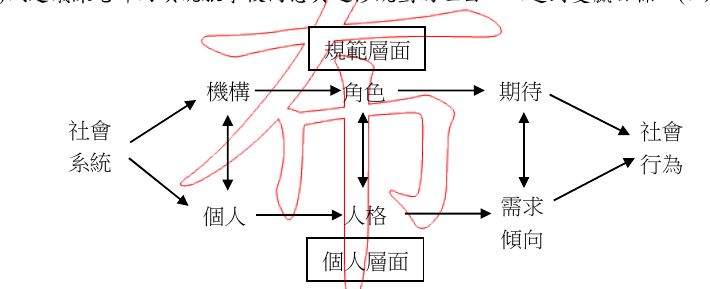 規範層面
機構 角色 期待
社會 社會
系統 行為
個人 人格 需求
傾向
個人層面
布